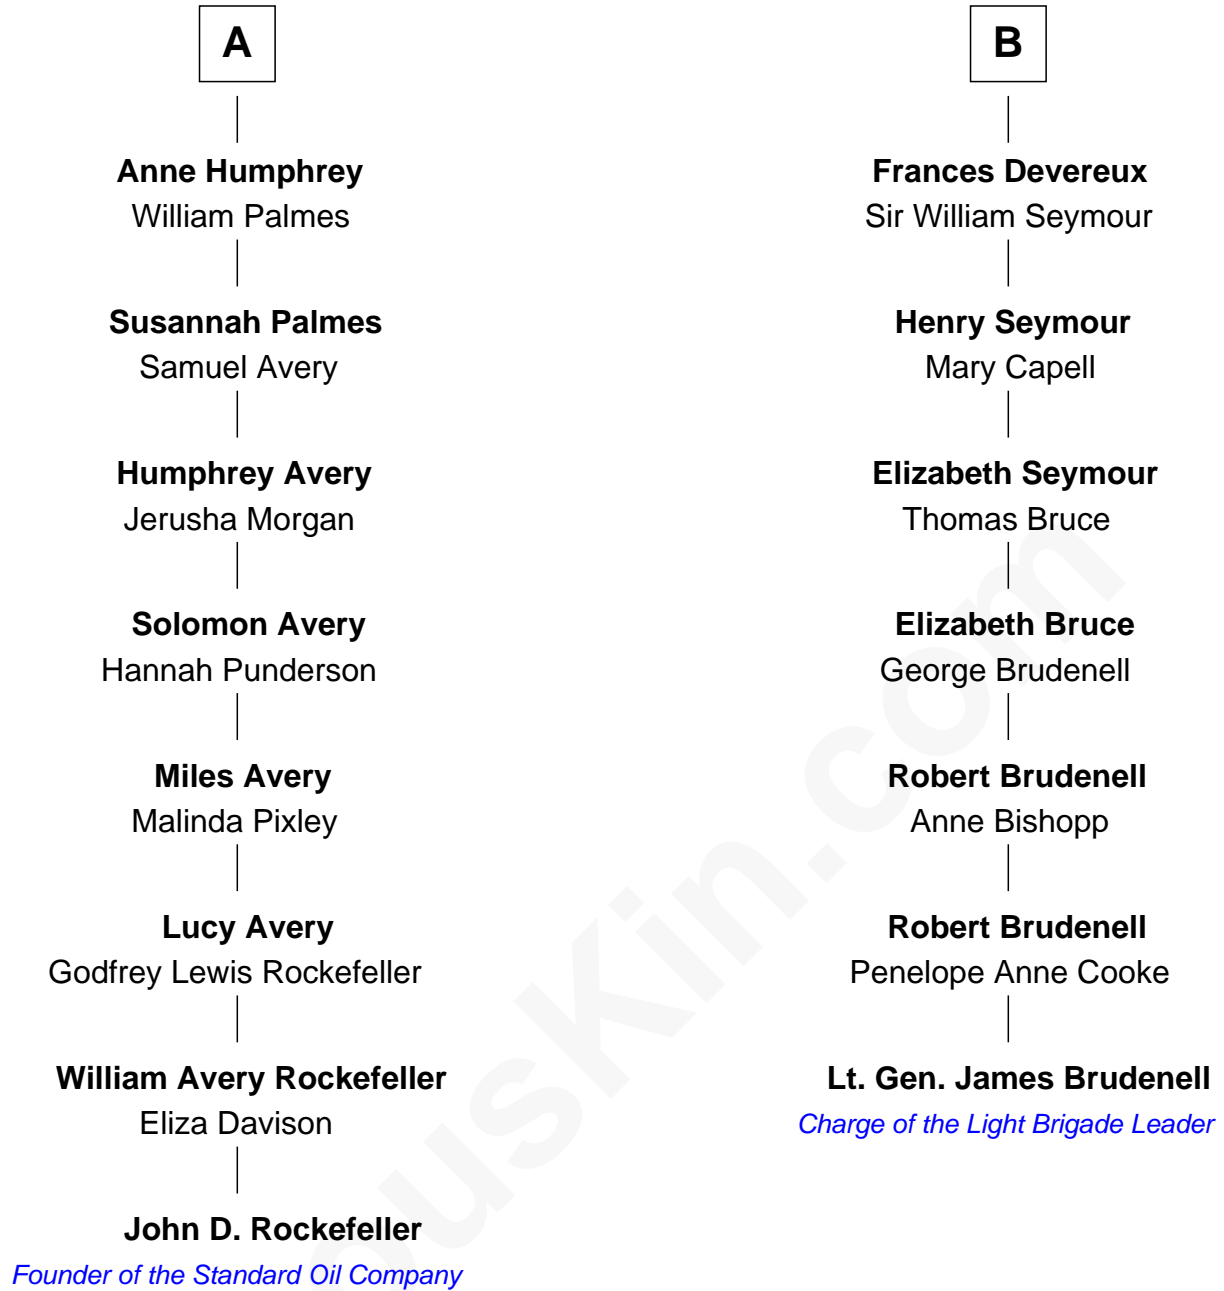 A
Anne Humphrey
William Palmes
Susannah Palmes
Samuel Avery
Humphrey Avery
Jerusha Morgan
Solomon Avery
Hannah Punderson
Miles Avery
Malinda Pixley
Lucy Avery
Godfrey Lewis Rockefeller
William Avery Rockefeller
Eliza Davison
John D. Rockefeller
Founder of the Standard Oil Company
B
Frances Devereux
Sir William Seymour
Henry Seymour
Mary Capell
Elizabeth Seymour
Thomas Bruce
Elizabeth Bruce
George Brudenell
Robert Brudenell
Anne Bishopp
Robert Brudenell
Penelope Anne Cooke
Lt. Gen. James Brudenell
Charge of the Light Brigade Leader
ousKin.com